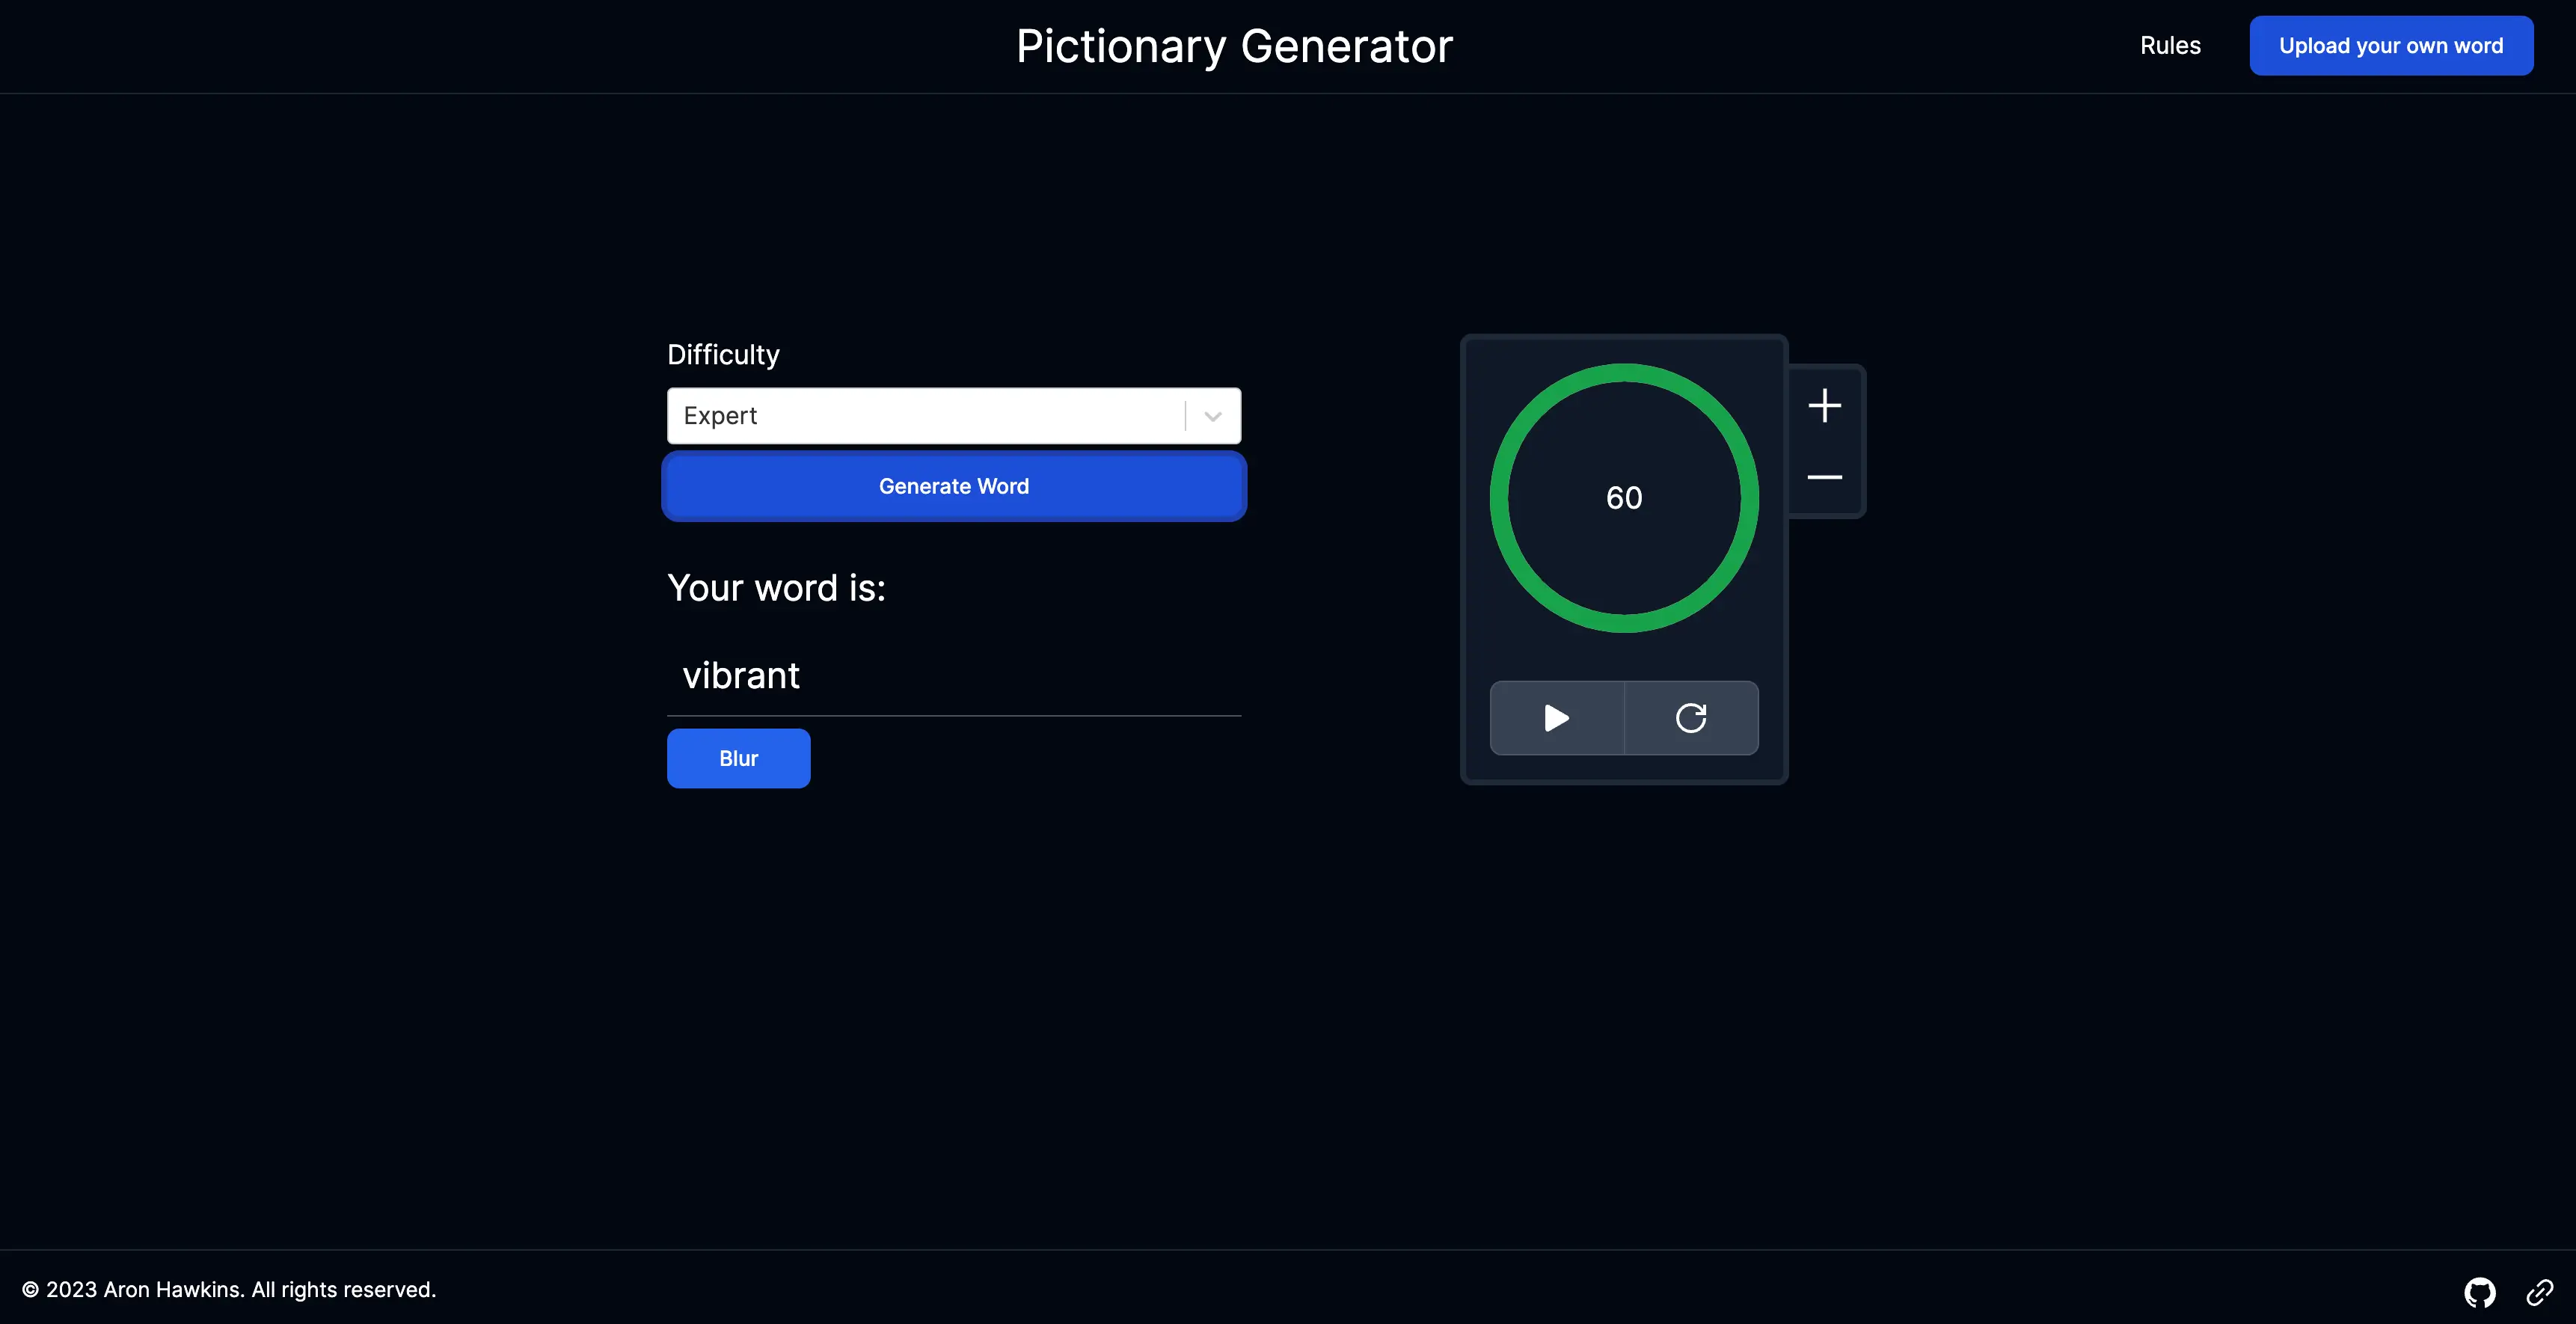 Pictionary Generator
Rules
Upload your own word
Difficulty
Expert
Generate Word
Your word is:
vibrant
Blur
60
© 2023 Aron Hawkins. All rights reserved.